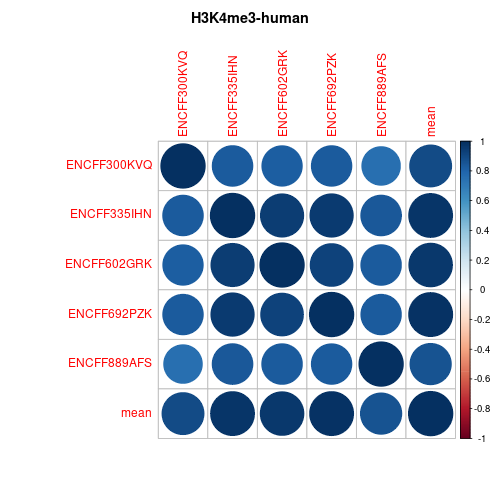 H3K4me3-human
ENCFF300KVQ
ENCFF335IHN
ENCFF602GRK
ENCFF692PZK
ENCFF889AFS
mean
ENCFF300KVQ
ENCFF335IHN
ENCFF602GRK
ENCFF692PZK
ENCFF889AFS
mean
1
0.8
0.6
0.4
0.2
0
-0.2
-0.4
-0.6
-0.8
-1